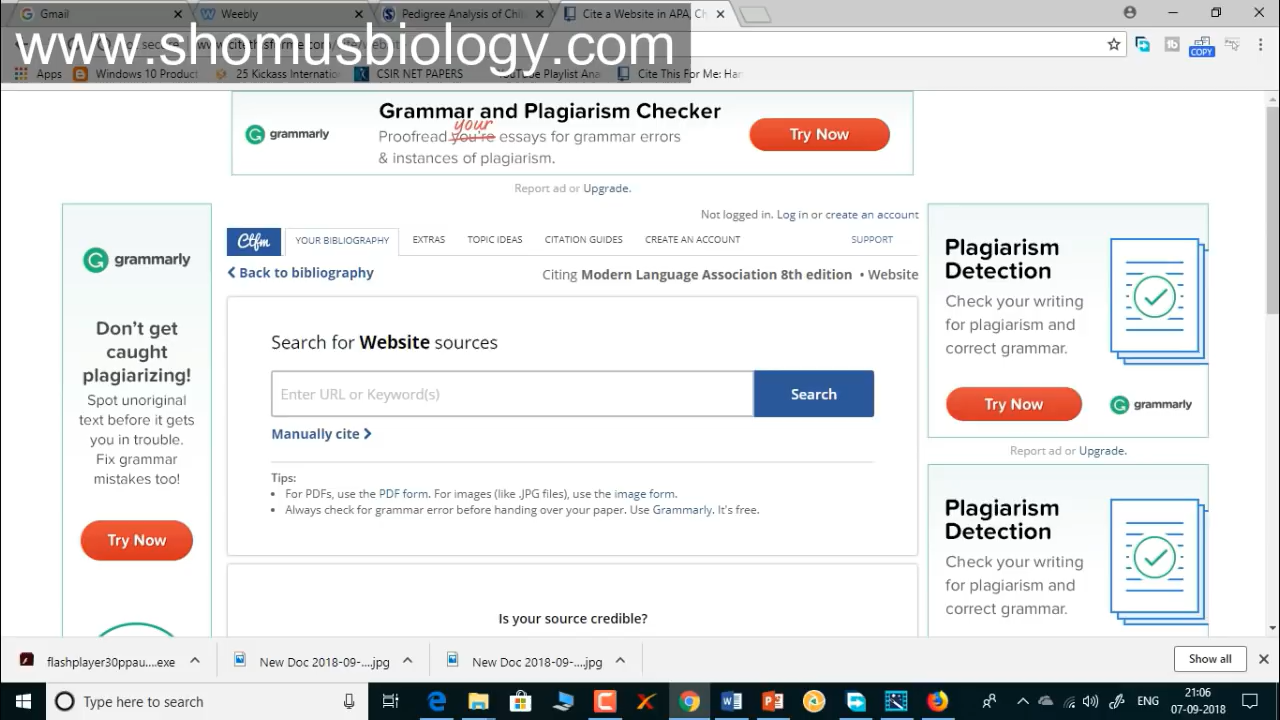 Gmail
Weebly
Pedigree Analysis of Chi
Cite a Website in APA, Ch
www.shomusbiology.com
COPY
Apps
Windows 10 Product
25 Kickass Internatio
CSIR NET PAPERS
YouTube Playlist Ana
Cite This For Me: Har
grammarly
Grammar and Plagiarism Checker
your
Proofread you're essays for grammar errors
& instances of plagiarism.
Try Now
Report ad or Upgrade.
Not logged in. Log in or create an account
Ctfm
YOUR BIBLIOGRAPHY
EXTRAS
TOPIC IDEAS
CITATION GUIDES
CREATE AN ACCOUNT
SUPPORT
Back to bibliography
Citing Modern Language Association 8th edition • Website
Search for Website sources
Enter URL or Keyword(s)
Search
Manually cite
Tips:
• For PDFs, use the PDF form. For images (like .JPG files), use the image form.
• Always check for grammar error before handing over your paper. Use Grammarly. It's free.
Is your source credible?
grammarly
Don't get
caught
plagiarizing!
Spot unoriginal
text before it gets
you in trouble.
Fix grammar
mistakes too!
Try Now
Plagiarism
Detection
Check your writing
for plagiarism and
correct grammar.
Try Now
grammarly
Report ad or Upgrade.
Plagiarism
Detection
Check your writing
for plagiarism and
correct grammar.
flashplayer30ppau....exe
New Doc 2018-09-....jpg
New Doc 2018-09-....jpg
Show all
Type here to search
ENG
21:06
07-09-2018